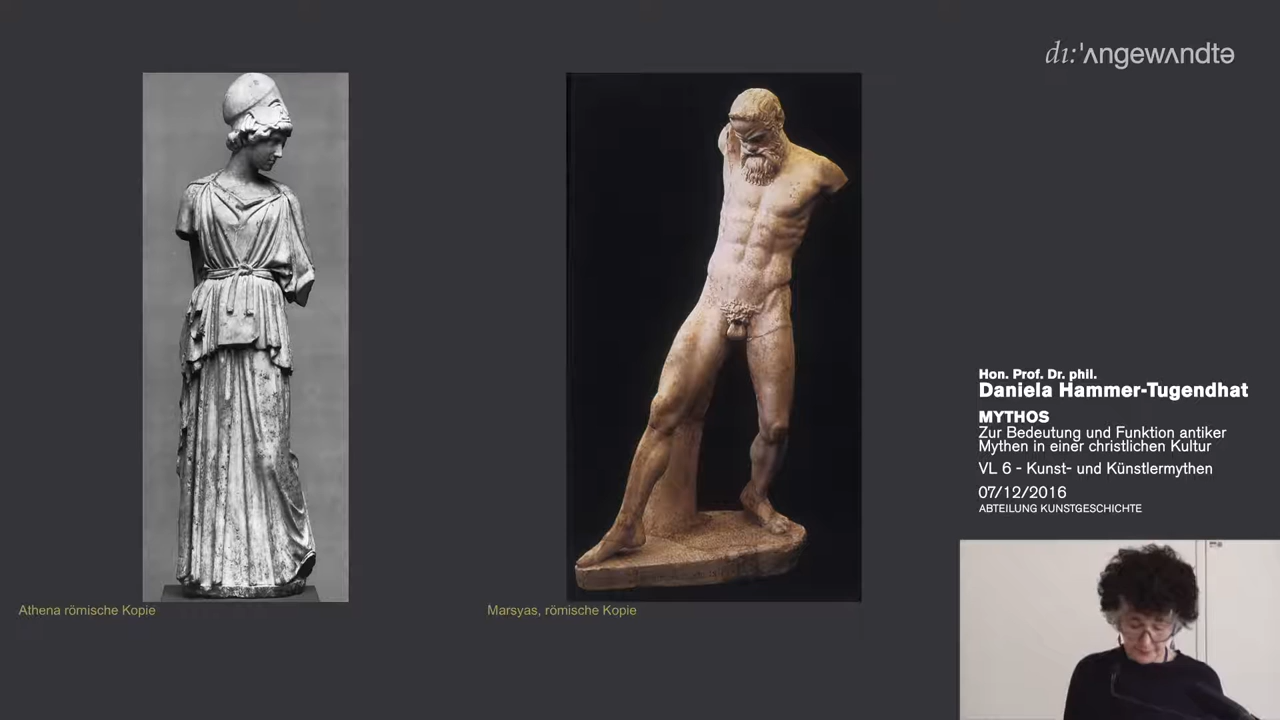 dı:'ʌngewʌndtə
Hon. Prof. Dr. phil.
Daniela Hammer-Tugendhat
MYTHOS
Zur Bedeutung und Funktion antiker
Mythen in einer christlichen Kultur
VL 6 - Kunst- und Künstlermythen
07/12/2016
ABTEILUNG KUNSTGESCHICHTE
Athena römische Kopie
Marsyas, römische Kopie